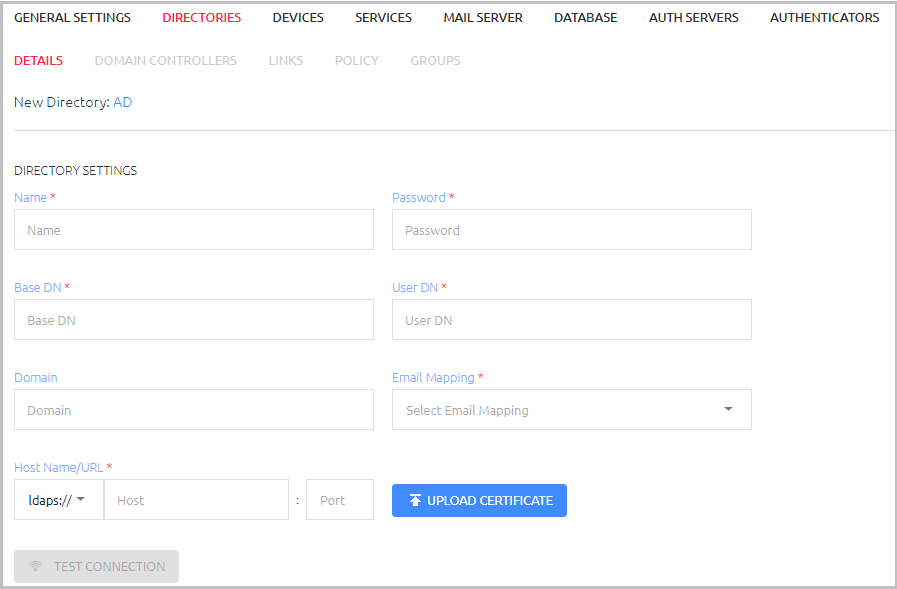 GENERAL SETTINGS DIRECTORIES DEVICES SERVICES MAIL SERVER DATABASE AUTH SERVERS AUTHENTICATORS
DETAILS DOMAIN CONTROLLERS LINKS POLICY GROUPS
New Directory: AD
DIRECTORY SETTINGS
Name * Password *
Name Password
Base DN * User DN *
Base DN User DN
Domain Email Mapping *
Domain Select Email Mapping
Host Name/URL *
ldaps:// Host : Port UPLOAD CERTIFICATE
TEST CONNECTION